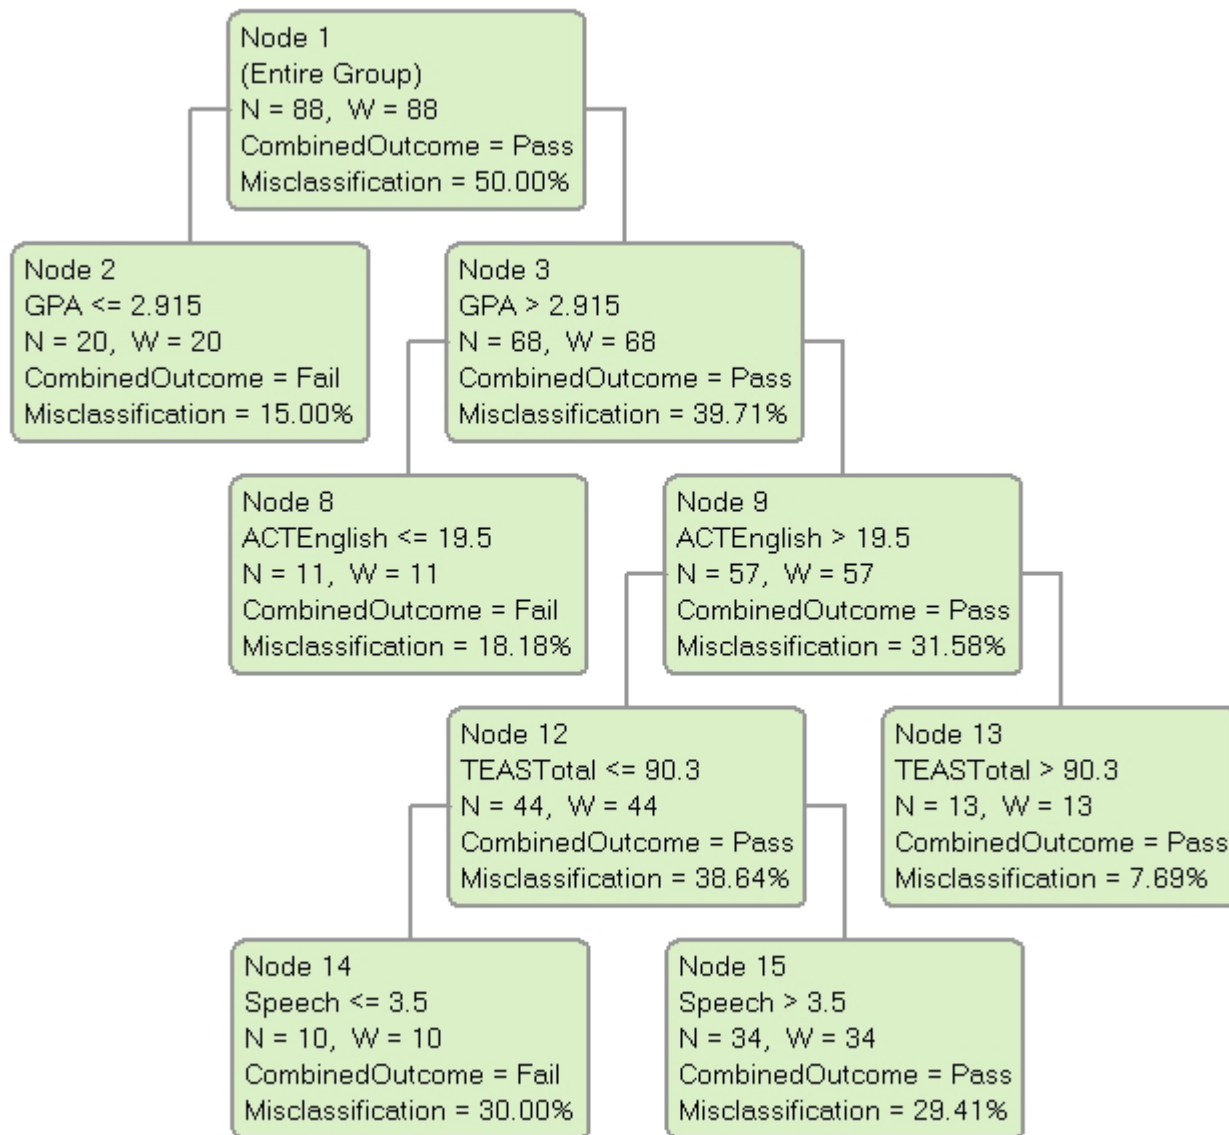 Node 1
(Entire Group)
N = 88, W = 88
CombinedOutcome = Pass
Misclassification = 50.00%
Node 2
GPA <= 2.915
N = 20, W = 20
CombinedOutcome = Fail
Misclassification = 15.00%
Node 3
GPA > 2.915
N = 68, W = 68
CombinedOutcome = Pass
Misclassification = 39.71%
Node 8
ACTEnglish <= 19.5
N = 11, W = 11
CombinedOutcome = Fail
Misclassification = 18.18%
Node 9
ACTEnglish > 19.5
N = 57, W = 57
CombinedOutcome = Pass
Misclassification = 31.58%
Node 12
TEASTotal <= 90.3
N = 44, W = 44
CombinedOutcome = Pass
Misclassification = 38.64%
Node 13
TEASTotal > 90.3
N = 13, W = 13
CombinedOutcome = Pass
Misclassification = 7.69%
Node 14
Speech <= 3.5
N = 10, W = 10
CombinedOutcome = Fail
Misclassification = 30.00%
Node 15
Speech > 3.5
N = 34, W = 34
CombinedOutcome = Pass
Misclassification = 29.41%